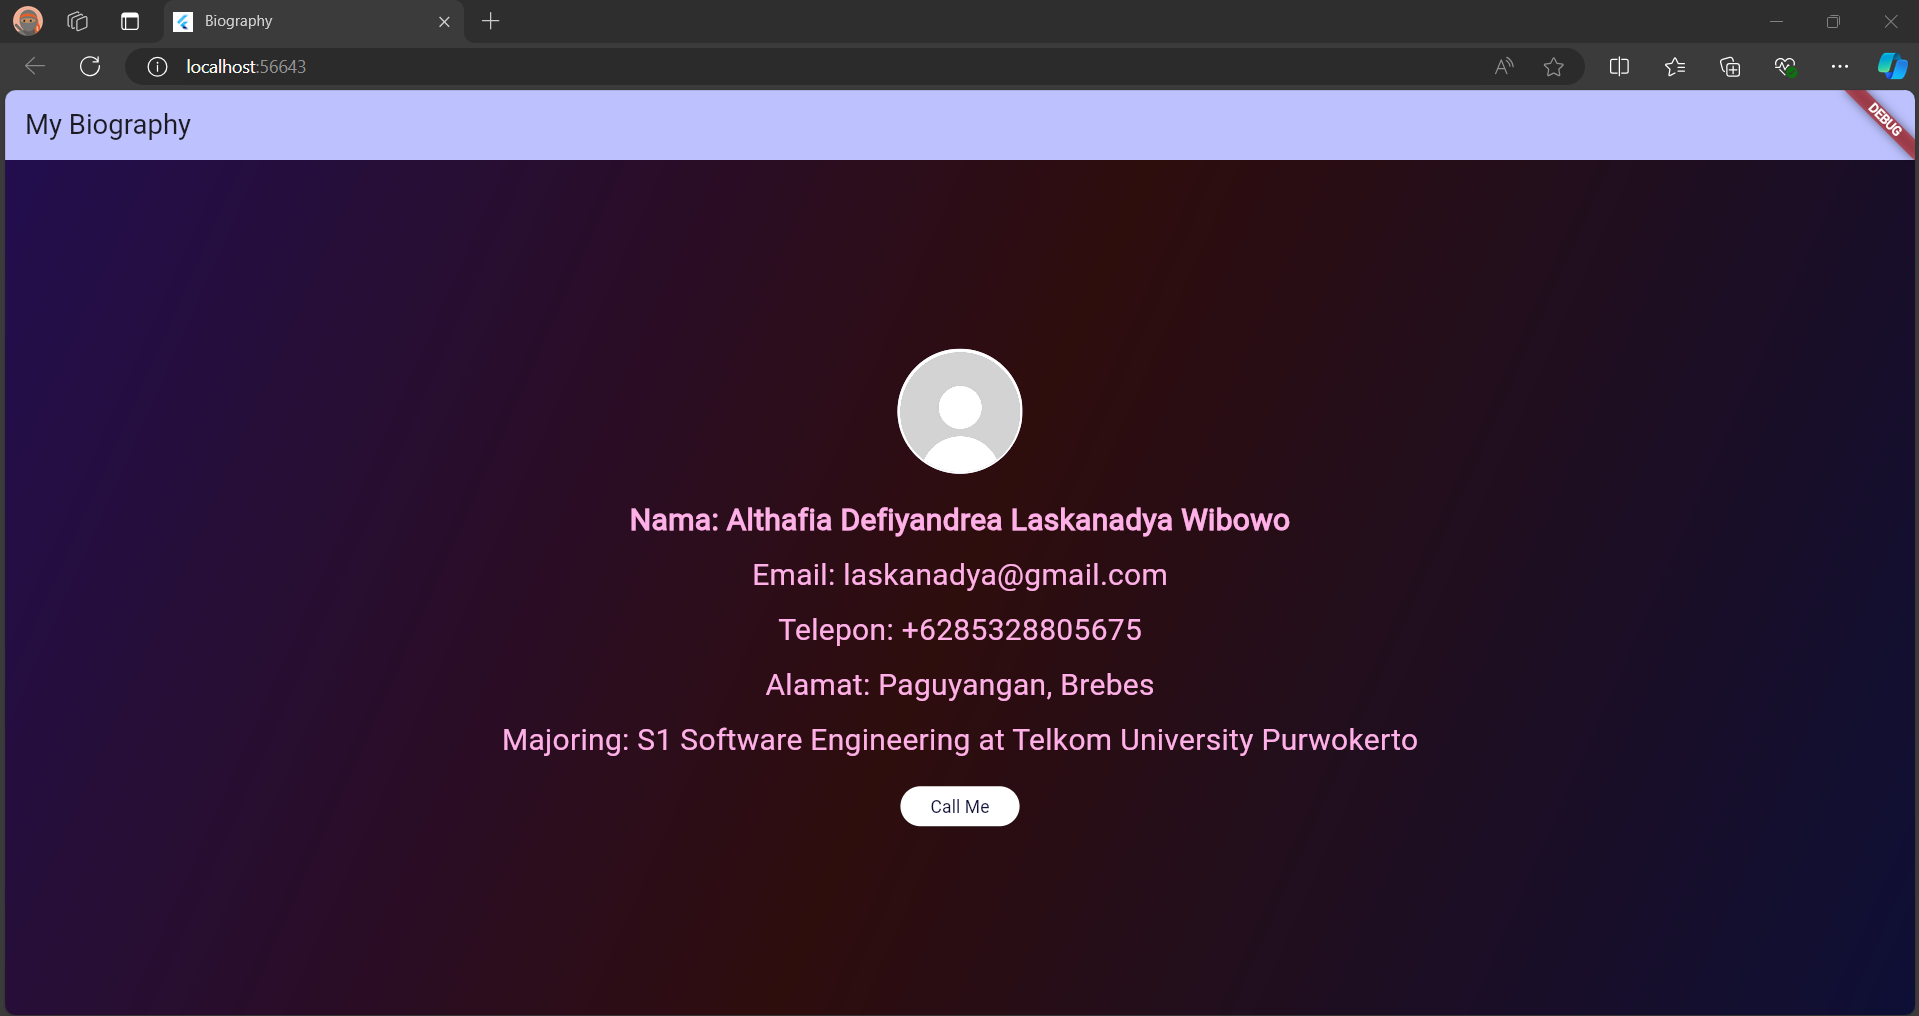 Biography
localhost:56643
My Biography
DEBUG
Nama: Althafia Defiyandrea Laskanadya Wibowo
Email: laskanadya@gmail.com
Telepon: +6285328805675
Alamat: Paguyangan, Brebes
Majoring: S1 Software Engineering at Telkom University Purwokerto
Call Me